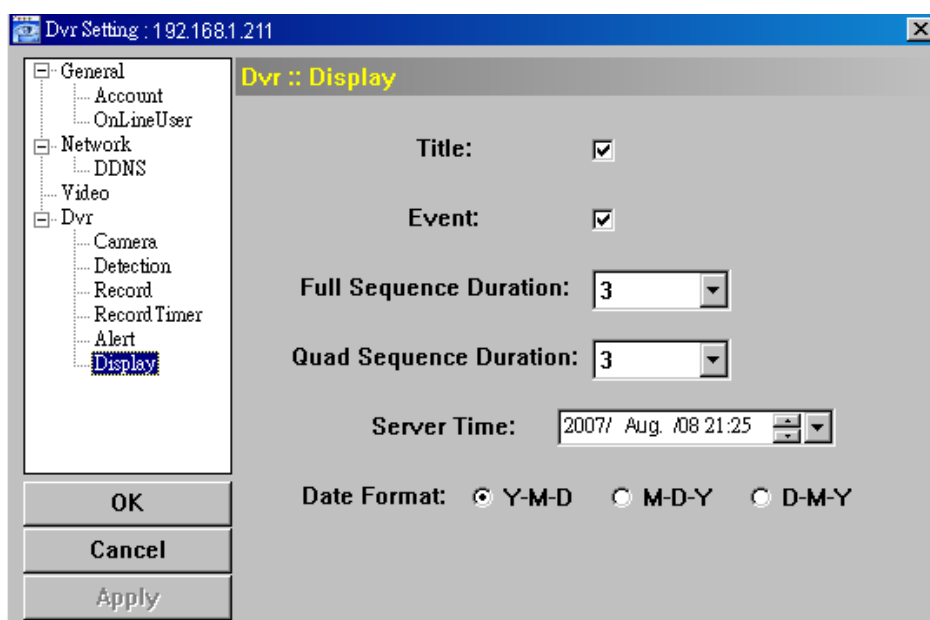 Dvr Setting : 192.168.1.211
General
Account
OnLineUser
Network
DDNS
Video
Dvr
Camera
Detection
Record
Record Timer
Alert
Display
OK
Cancel
Apply
Dvr :: Display
Title:
Event:
Full Sequence Duration: 3
Quad Sequence Duration: 3
Server Time: 2007/ Aug. /08 21:25
Date Format: Y-M-D M-D-Y D-M-Y